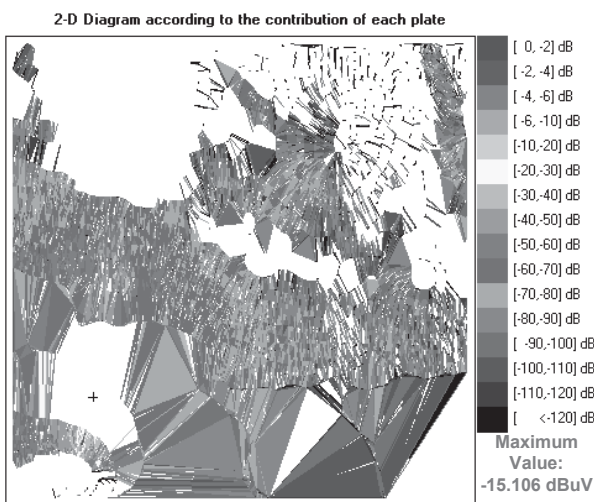 2-D Diagram according to the contribution of each plate
[ 0, -2] dB
[ -2, -4] dB
[ -4, -6] dB
[ -6, -10] dB
[-10,-20] dB
[-20,-30] dB
[-30,-40] dB
[-40,-50] dB
[-50,-60] dB
[-60,-70] dB
[-70,-80] dB
[-80,-90] dB
[ -90,-100] dB
[-100,-110] dB
[-110,-120] dB
[ <-120] dB
Maximum
Value:
-15.106 dBuV